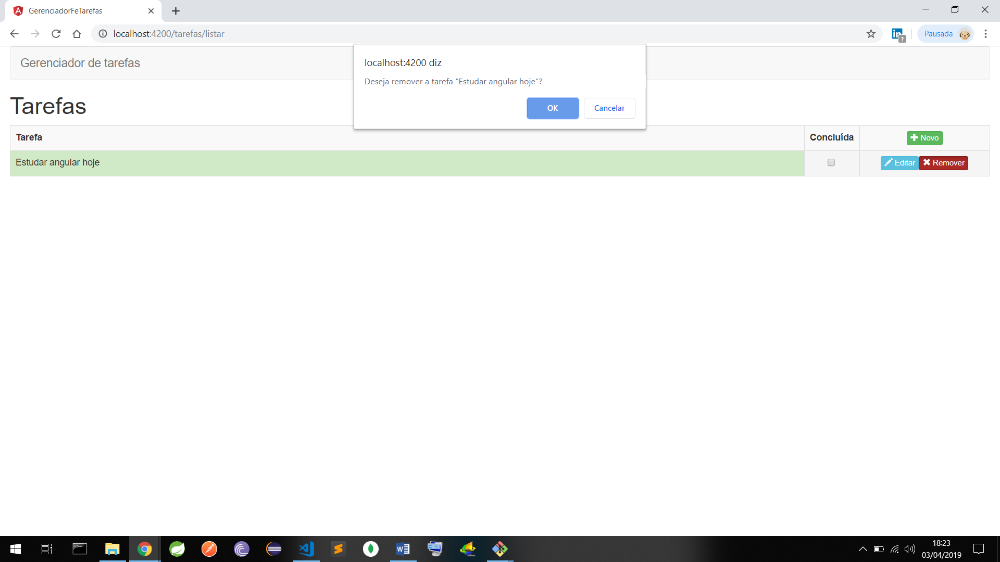 GerenciadorFeTarefas
localhost:4200/tarefas/listar
Pausada
Gerenciador de tarefas
localhost:4200 diz
Deseja remover a tarefa "Estudar angular hoje"?
OK Cancelar
Tarefas
Tarefa Concluída Novo
Estudar angular hoje Editar Remover
18:23
03/04/2019